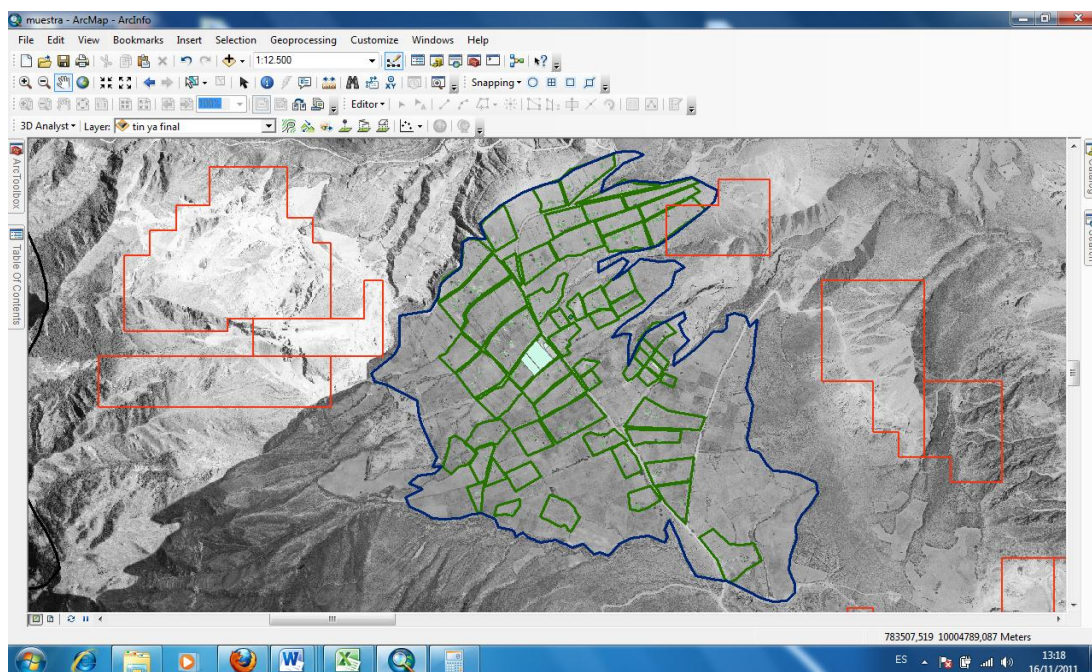 muestra - ArcMap - ArcInfo
File Edit View Bookmarks Insert Selection Geoprocessing Customize Windows Help
1:12.500
Snapping
100% Editor
3D Analyst Layer: tin ya final
ArcToolbox
Table Of Contents
783507,519 10004789,087 Meters
ES 13:18
16/11/2011